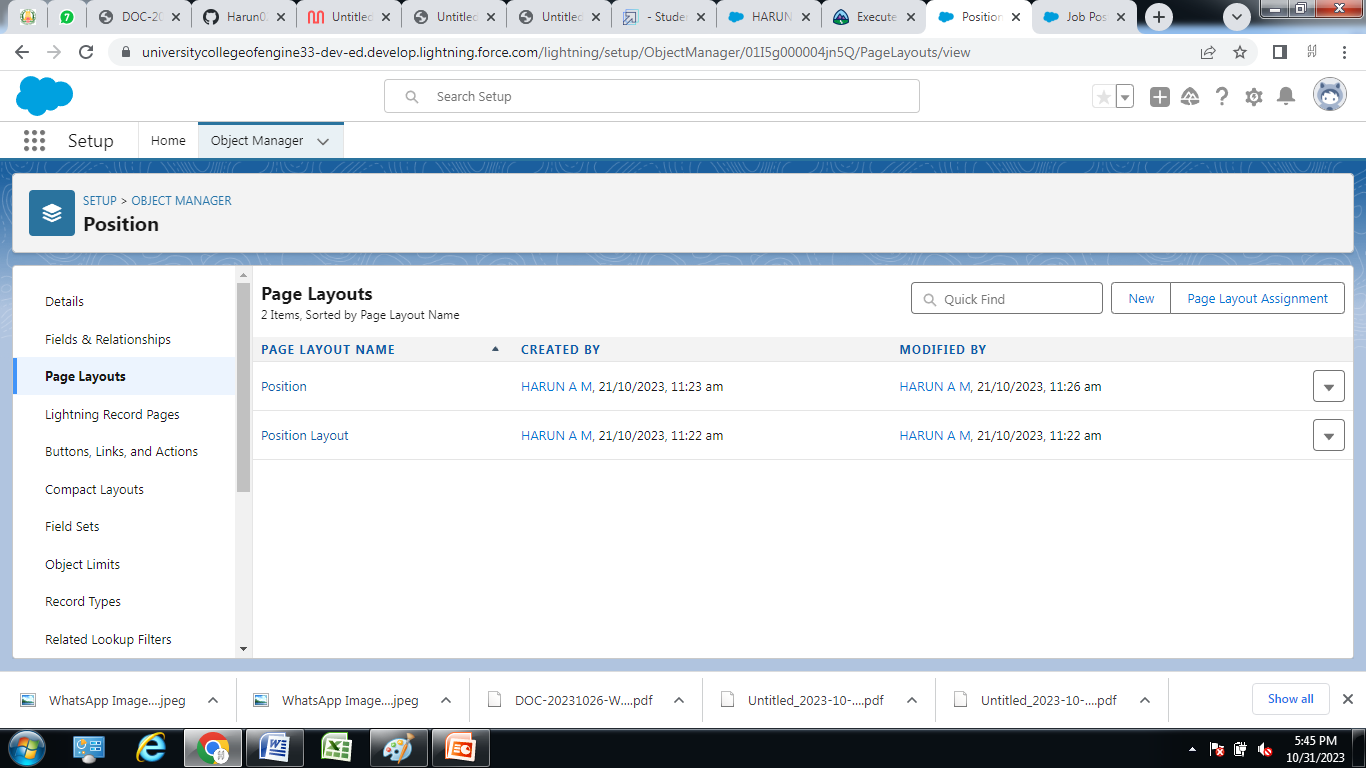 DOC-20
Harun0
Untitled
Untitled
Untitled
- Studen
HARUN
Execute
Position
Job Pos
universitycollegeofengine33-dev-ed.develop.lightning.force.com/lightning/setup/ObjectManager/01I5g000004jn5Q/PageLayouts/view
Search Setup
Setup
Home
Object Manager
SETUP > OBJECT MANAGER
Position
Details
Fields & Relationships
Page Layouts
Lightning Record Pages
Buttons, Links, and Actions
Compact Layouts
Field Sets
Object Limits
Record Types
Related Lookup Filters
Page Layouts
2 Items, Sorted by Page Layout Name
Quick Find
New
Page Layout Assignment
PAGE LAYOUT NAME CREATED BY MODIFIED BY
Position HARUN A M, 21/10/2023, 11:23 am HARUN A M, 21/10/2023, 11:26 am
Position Layout HARUN A M, 21/10/2023, 11:22 am HARUN A M, 21/10/2023, 11:22 am
WhatsApp Image....jpeg
WhatsApp Image....jpeg
DOC-20231026-W....pdf
Untitled_2023-10-....pdf
Untitled_2023-10-....pdf
Show all
5:45 PM
10/31/2023